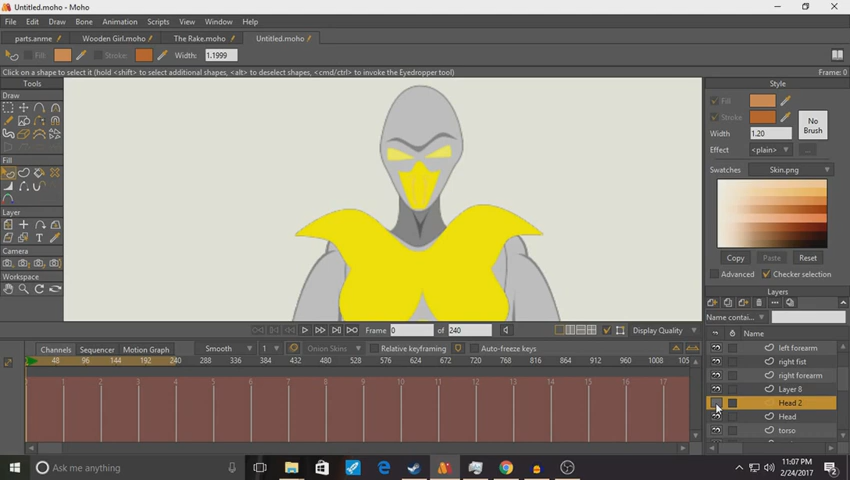 Untitled.moho - Moho
File Edit Draw Bone Animation Scripts View Window Help
parts.anme Wooden Girl.moho The Rake.moho Untitled.moho
Fill: Stroke: Width: 1.1999
Click on a shape to select it (hold <shift> to select additional shapes, <alt> to deselect shapes, <cmd/ctrl> to invoke the Eyedropper tool) Frame: 0
Tools
Draw
Fill
Layer
Camera
Workspace
Style
Fill
Stroke
No Brush
Width 1.20
Effect <plain> ...
Swatches Skin.png
Copy Paste Reset
Advanced Checker selection
Layers
Name contai...
Name
left forearm
right fist
right forearm
Layer 8
Head 2
Head
torso
Frame 0 of 240 Display Quality
Channels Sequencer Motion Graph Smooth 1 Onion Skins Relative keyframing Auto-freeze keys
0 48 96 144 192 240 288 336 384 432 480 528 576 624 672 720 768 816 864 912 960 1008 105
1 2 3 4 5 6 7 8 9 10 11 12 13 14 15 16 17
Ask me anything
11:07 PM
2/24/2017